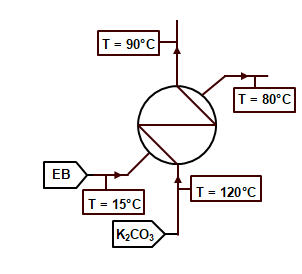 T = 90°C
T = 80°C
EB
T = 15°C
T = 120°C
K₂CO₃